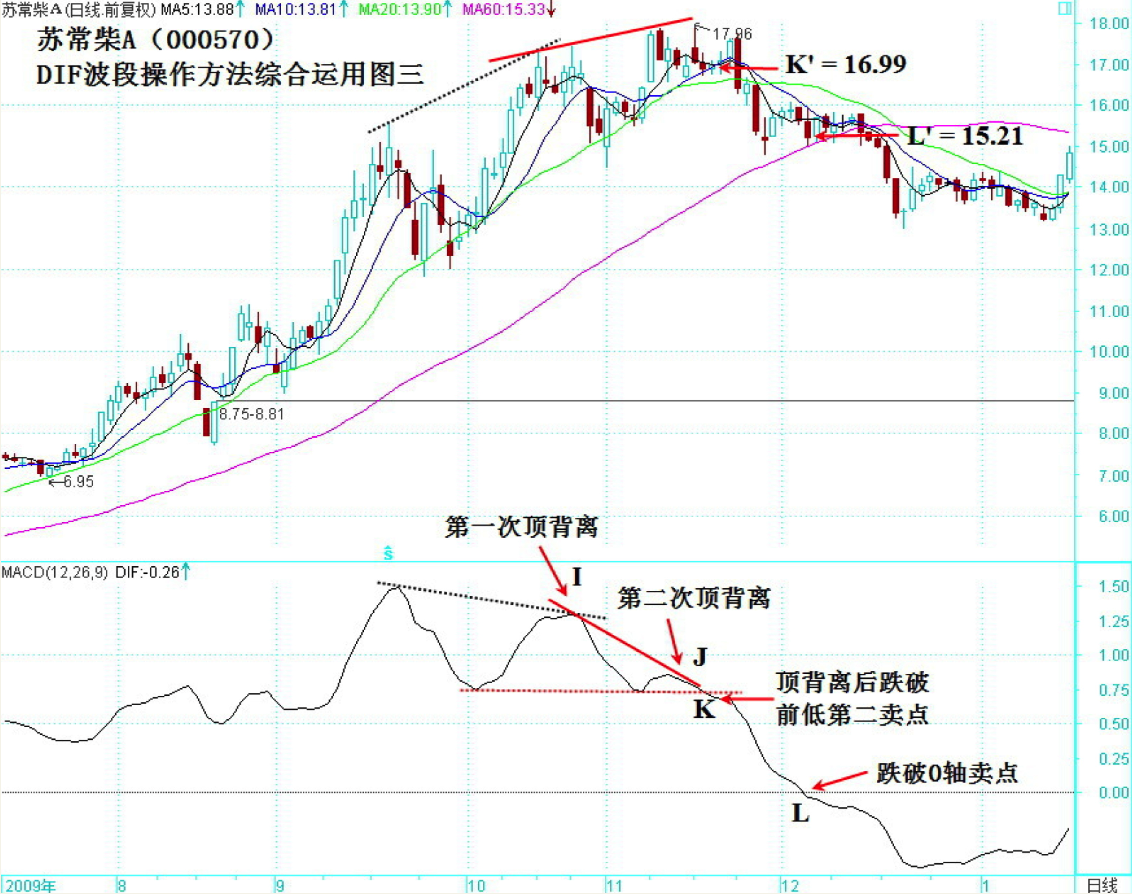 苏常柴A(日线.前复权) MA5:13.88↑ MA10:13.81↑ MA20:13.90↑ MA60:15.33↓
苏常柴A（000570）
DIF波段操作方法综合运用图三
17.96
K' = 16.99
L' = 15.21
8.75-8.81
←6.95
18.00
17.00
16.00
15.00
14.00
13.00
12.00
11.00
10.00
9.00
8.00
7.00
6.00
第一次顶背离
S
MACD(12,26,9) DIF:-0.26↑
I
第二次顶背离
J
顶背离后跌破
前低第二卖点
K
跌破0轴卖点
L
1.50
1.25
1.00
0.75
0.50
0.25
0.00
2009年 8 9 10 11 12 1 日线